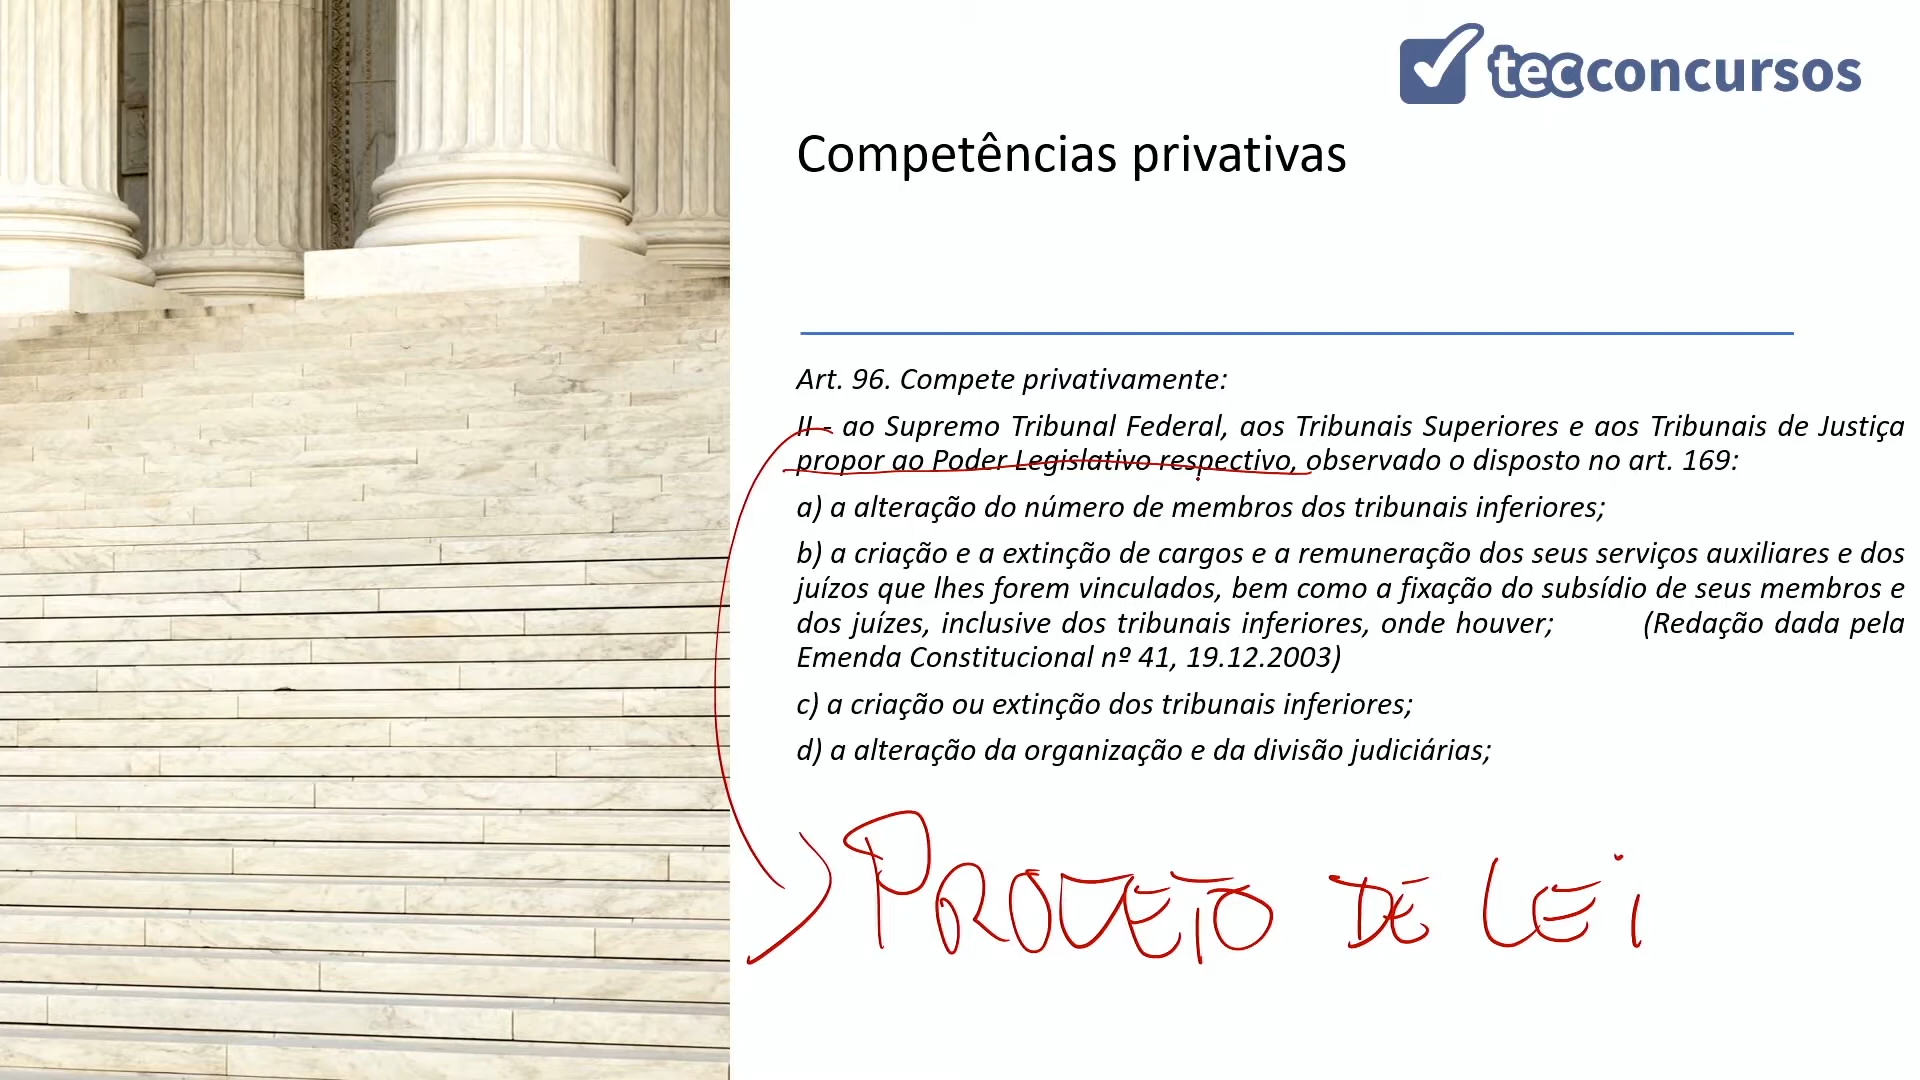 tecconcursos
Competências privativas
Art. 96. Compete privativamente:
II - ao Supremo Tribunal Federal, aos Tribunais Superiores e aos Tribunais de Justiça
propor ao Poder Legislativo respectivo, observado o disposto no art. 169:
a) a alteração do número de membros dos tribunais inferiores;
b) a criação e a extinção de cargos e a remuneração dos seus serviços auxiliares e dos
juízos que lhes forem vinculados, bem como a fixação do subsídio de seus membros e
dos juízes, inclusive dos tribunais inferiores, onde houver; (Redação dada pela
Emenda Constitucional nº 41, 19.12.2003)
c) a criação ou extinção dos tribunais inferiores;
d) a alteração da organização e da divisão judiciárias;
PROJETO DE LEi